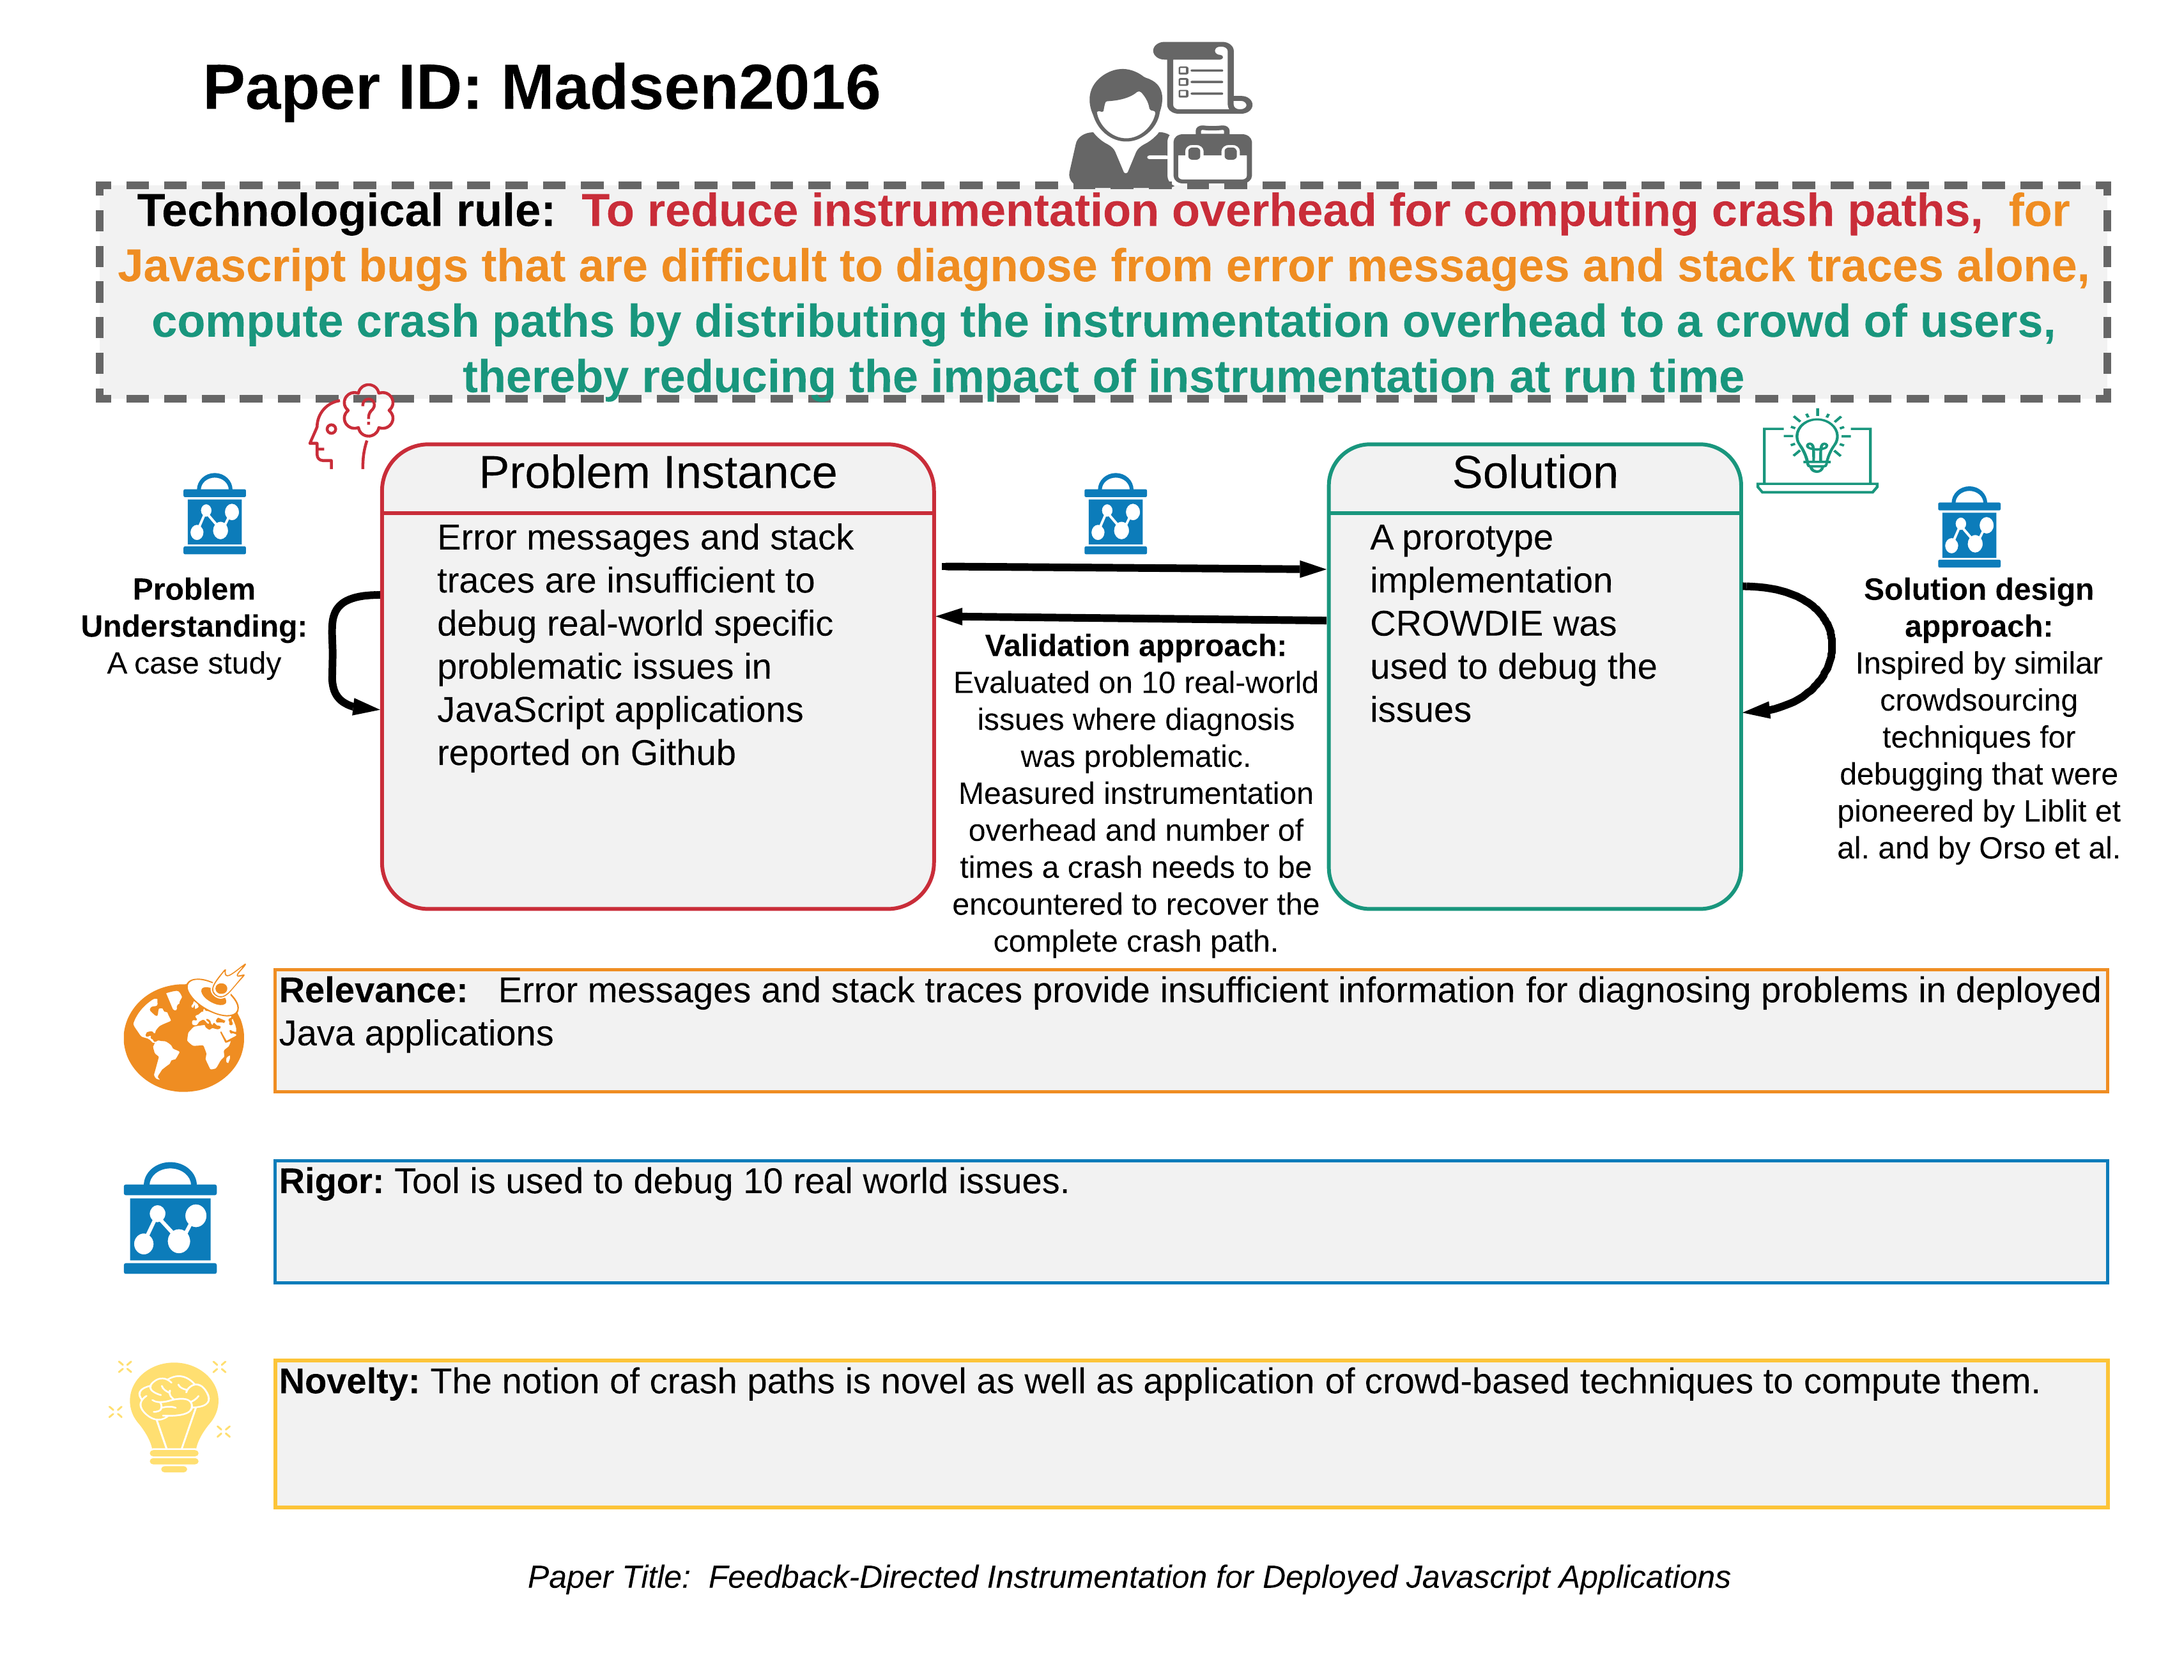 Paper ID: Madsen2016
Technological rule: To reduce instrumentation overhead for computing crash paths, for
Javascript bugs that are difficult to diagnose from error messages and stack traces alone,
compute crash paths by distributing the instrumentation overhead to a crowd of users,
thereby reducing the impact of instrumentation at run time
?
Problem
Understanding:
A case study
Problem Instance
Error messages and stack
traces are insufficient to
debug real-world specific
problematic issues in
JavaScript applications
reported on Github
Validation approach:
Evaluated on 10 real-world
issues where diagnosis
was problematic.
Measured instrumentation
overhead and number of
times a crash needs to be
encountered to recover the
complete crash path.
Solution
A prorotype
implementation
CROWDIE was
used to debug the
issues
Solution design
approach:
Inspired by similar
crowdsourcing
techniques for
debugging that were
pioneered by Liblit et
al. and by Orso et al.
Relevance: Error messages and stack traces provide insufficient information for diagnosing problems in deployed
Java applications
Rigor: Tool is used to debug 10 real world issues.
Novelty: The notion of crash paths is novel as well as application of crowd-based techniques to compute them.
Paper Title: Feedback-Directed Instrumentation for Deployed Javascript Applications